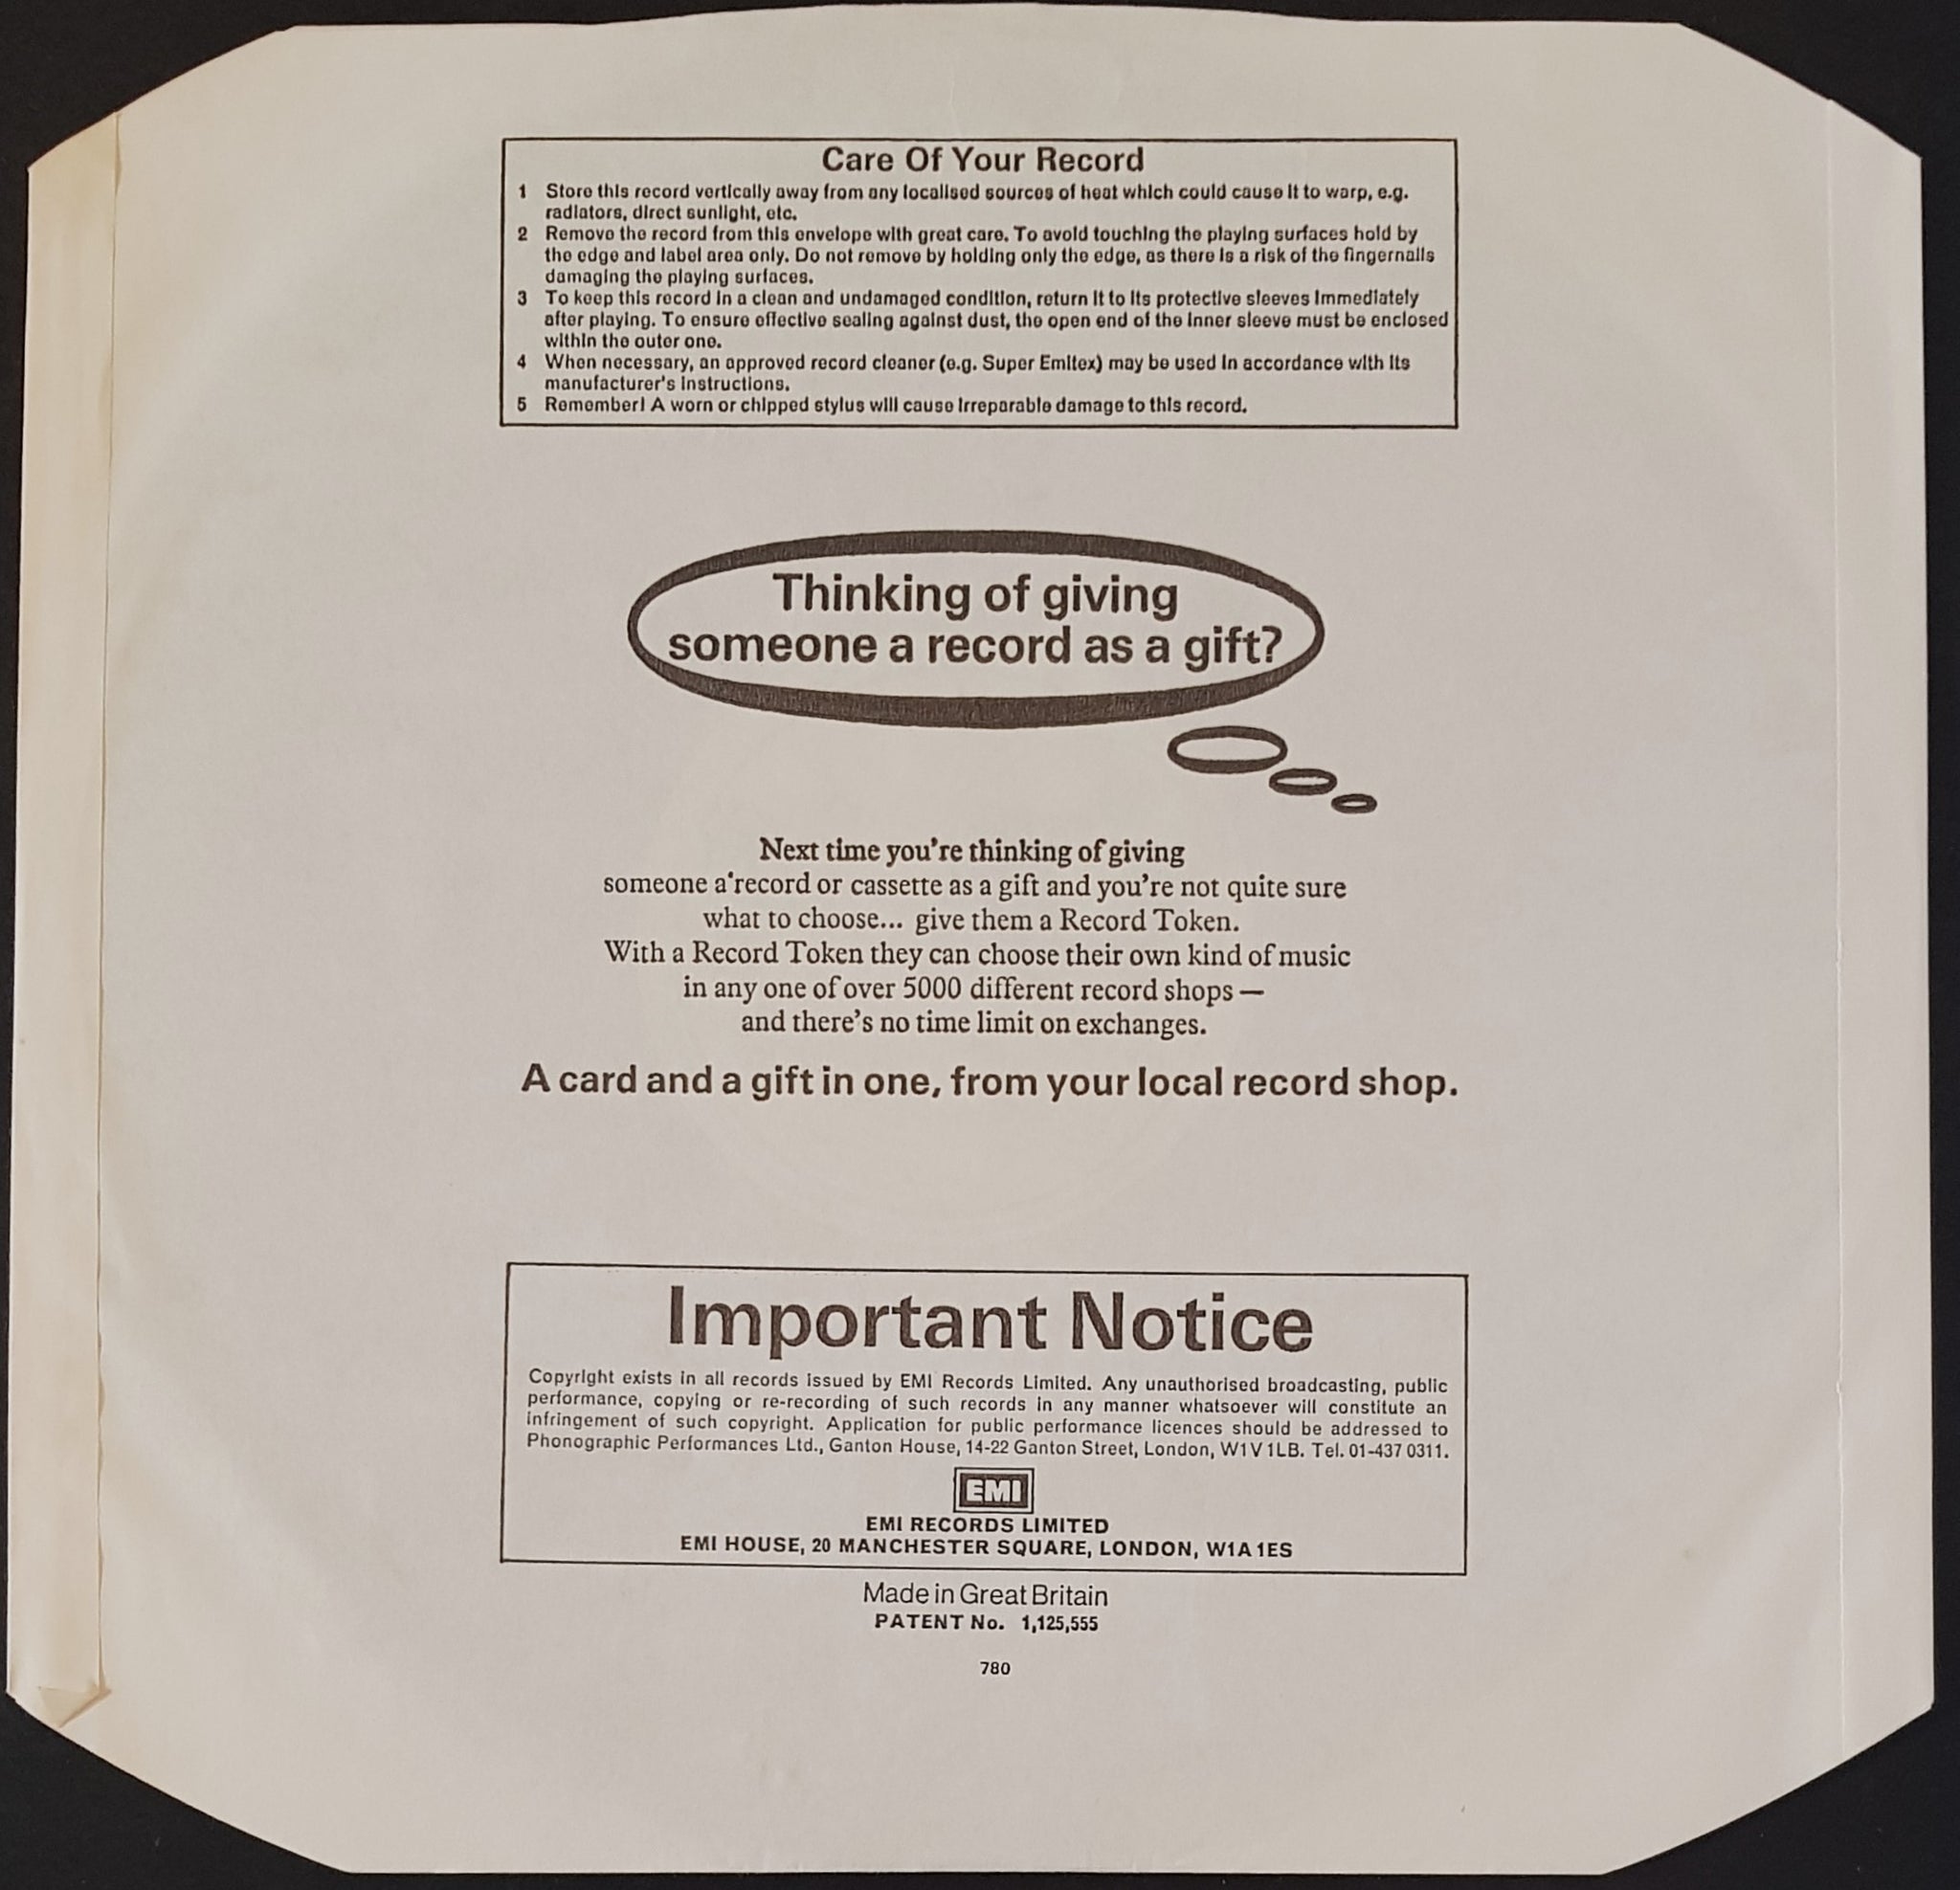 Care Of Your Record
1 Store this record vertically away from any localised sources of heat which could cause it to warp, e.g.
radiators, direct sunlight, etc.
2 Remove the record from this envelope with great care. To avoid touching the playing surfaces hold by
the edge and label area only. Do not remove by holding only the edge, as there is a risk of the fingernails
damaging the playing surfaces.
3 To keep this record in a clean and undamaged condition, return it to its protective sleeves immediately
after playing. To ensure effective sealing against dust, the open end of the inner sleeve must be enclosed
within the outer one.
4 When necessary, an approved record cleaner (e.g. Super Emitex) may be used in accordance with its
manufacturer's instructions.
5 Remember! A worn or chipped stylus will cause irreparable damage to this record.
Thinking of giving
someone a record as a gift?
Next time you're thinking of giving
someone a record or cassette as a gift and you're not quite sure
what to choose... give them a Record Token.
With a Record Token they can choose their own kind of music
in any one of over 5000 different record shops —
and there's no time limit on exchanges.
A card and a gift in one, from your local record shop.
Important Notice
Copyright exists in all records issued by EMI Records Limited. Any unauthorised broadcasting, public
performance, copying or re-recording of such records in any manner whatsoever will constitute an
infringement of such copyright. Application for public performance licences should be addressed to
Phonographic Performances Ltd., Ganton House, 14-22 Ganton Street, London, W1V 1LB. Tel. 01-437 0311.
EMI
EMI RECORDS LIMITED
EMI HOUSE, 20 MANCHESTER SQUARE, LONDON, W1A 1ES
Made in Great Britain
PATENT No. 1,125,555
780